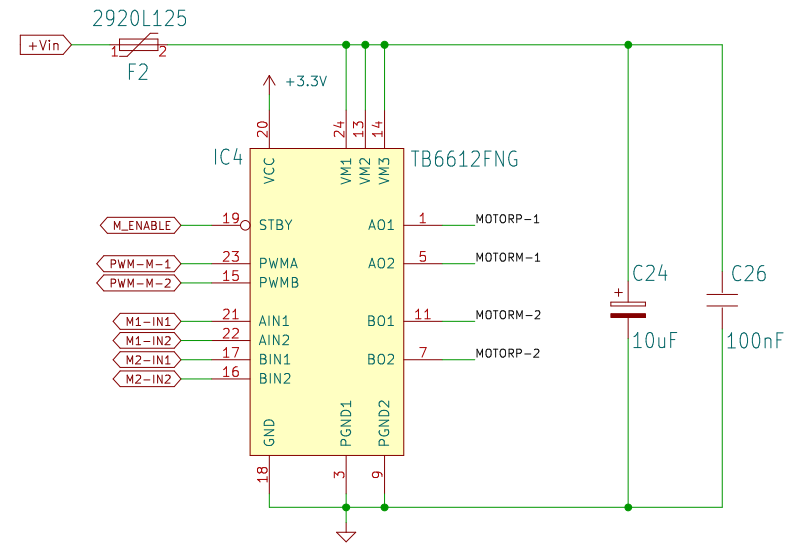 2920L125
+Vin
1
2
F2
+3.3V
20
24
13
14
IC4
TB6612FNG
VCC
VM1
VM2
VM3
M_ENABLE
19
STBY
AO1
1
MOTORP-1
PWM-M-1
23
PWMA
AO2
5
MOTORM-1
PWM-M-2
15
PWMB
C24
C26
+
M1-IN1
21
AIN1
BO1
11
MOTORM-2
M1-IN2
22
AIN2
10uF
100nF
M2-IN1
17
BIN1
BO2
7
MOTORP-2
M2-IN2
16
BIN2
GND
PGND1
PGND2
18
3
9